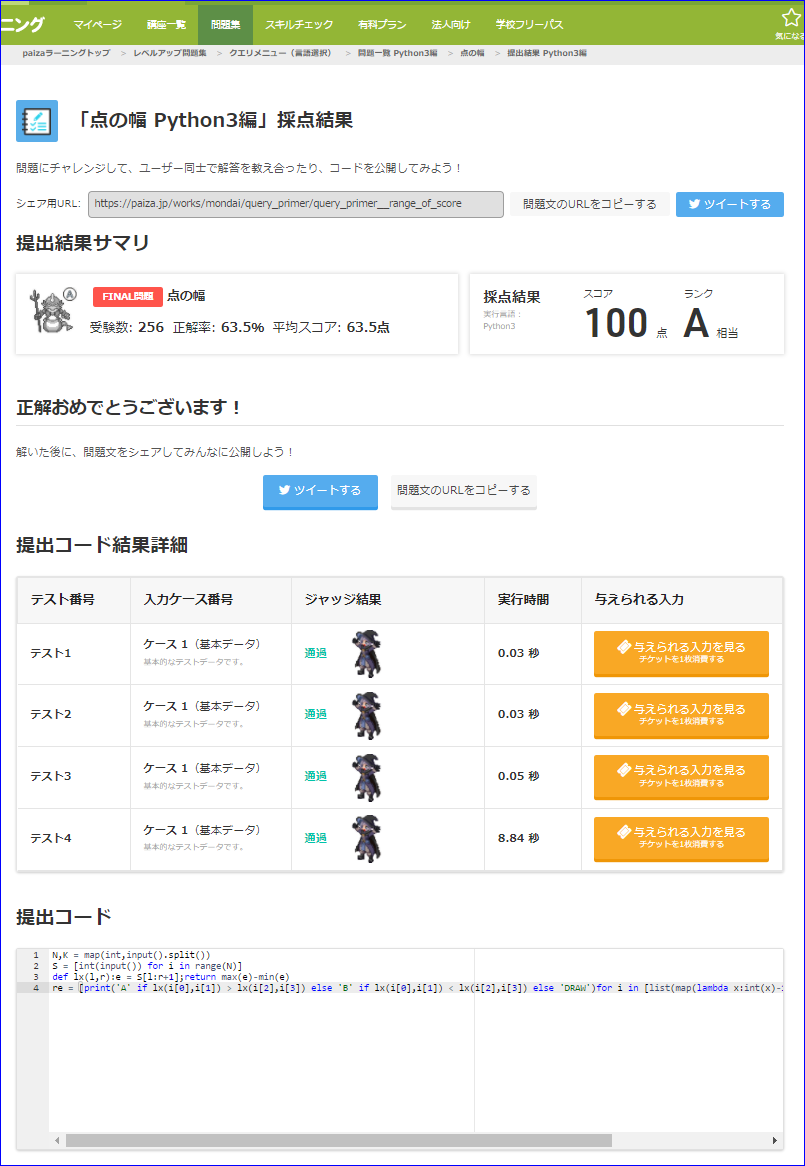 ニング マイページ 講座一覧 問題集 スキルチェック 有料プラン 法人向け 学校フリーパス 気になる
paizaラーニングトップ > レベルアップ問題集 > クエリメニュー（言語選択） > 問題一覧 Python3編 > 点の幅 > 提出結果 Python3編
「点の幅 Python3編」採点結果
問題にチャレンジして、ユーザー同士で解答を教え合ったり、コードを公開してみよう！
シェア用URL: https://paiza.jp/works/mondai/query_primer/query_primer__range_of_score 問題文のURLをコピーする ツイートする
提出結果サマリ
A FINAL問題 点の幅
受験数: 256 正解率: 63.5% 平均スコア: 63.5点
採点結果 スコア ランク
実行言語：
Python3
100 点 A 相当
正解おめでとうございます！
解いた後に、問題文をシェアしてみんなに公開しよう！
ツイートする 問題文のURLをコピーする
提出コード結果詳細
テスト番号 入力ケース番号 ジャッジ結果 実行時間 与えられる入力
テスト1 ケース 1（基本データ） 通過 0.03 秒 与えられる入力を見る
基本的なテストデータです。 チケットを1枚消費する
テスト2 ケース 1（基本データ） 通過 0.03 秒 与えられる入力を見る
基本的なテストデータです。 チケットを1枚消費する
テスト3 ケース 1（基本データ） 通過 0.05 秒 与えられる入力を見る
基本的なテストデータです。 チケットを1枚消費する
テスト4 ケース 1（基本データ） 通過 8.84 秒 与えられる入力を見る
基本的なテストデータです。 チケットを1枚消費する
提出コード
1 N,K = map(int,input().split())
2 S = [int(input()) for i in range(N)]
3 def lx(l,r):e = S[l:r+1];return max(e)-min(e)
4 re = [print('A' if lx(i[0],i[1]) > lx(i[2],i[3]) else 'B' if lx(i[0],i[1]) < lx(i[2],i[3]) else 'DRAW')for i in [list(map(lambda x:int(x)-